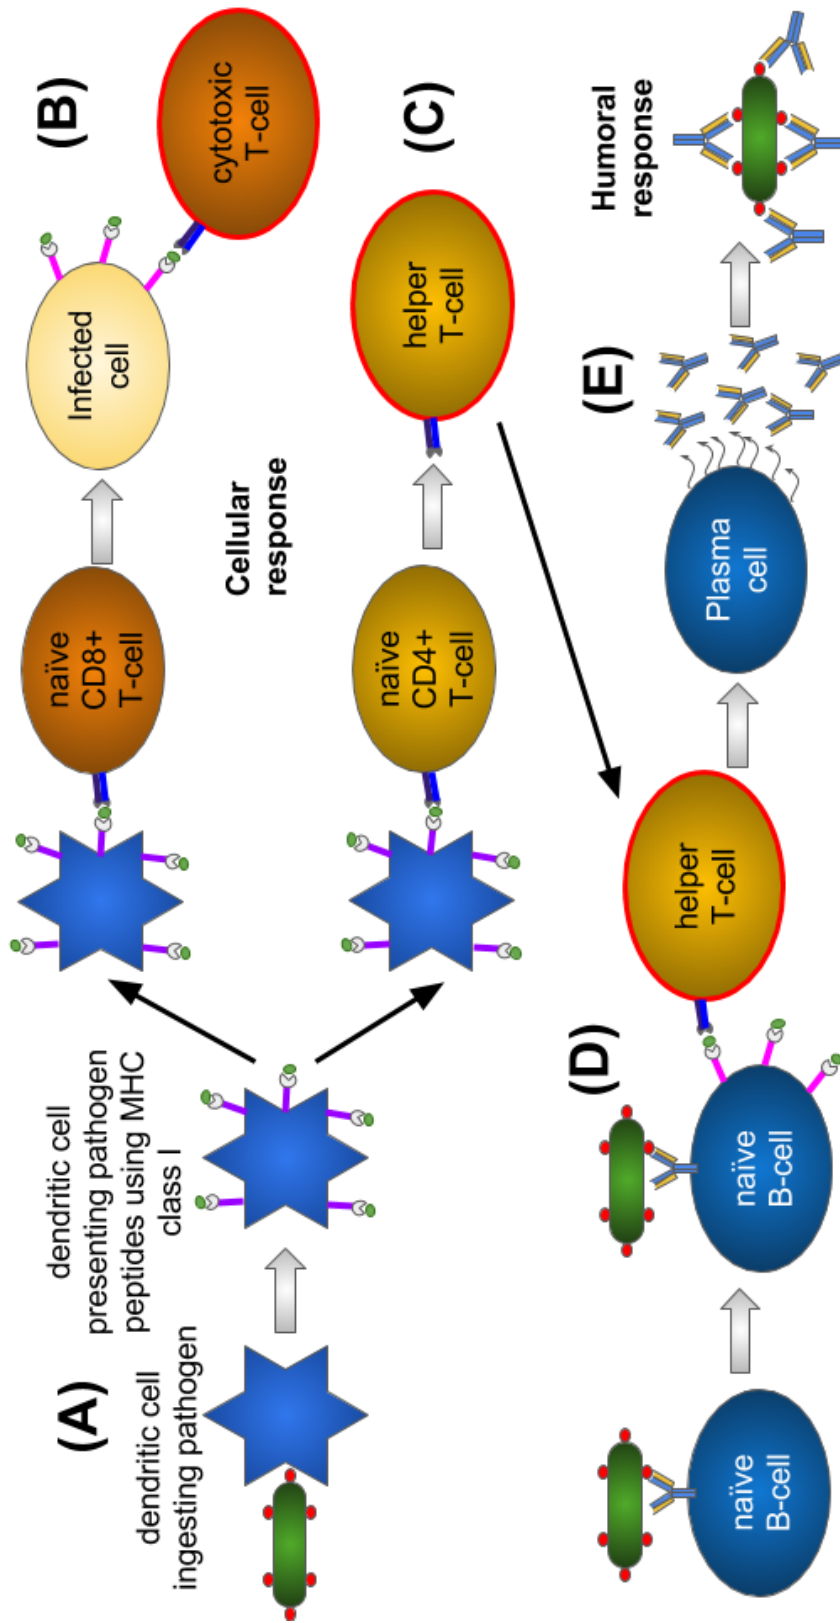 (A)
dendritic cell
ingesting pathogen
dendritic cell
presenting pathogen
peptides using MHC
class I
naïve
CD8+
T-cell
Infected
cell
(B)
cytotoxic
T-cell
Cellular
response
naïve
CD4+
T-cell
helper
T-cell
(C)
naïve
B-cell
(D)
naïve
B-cell
helper
T-cell
Plasma
cell
(E)
Humoral
response